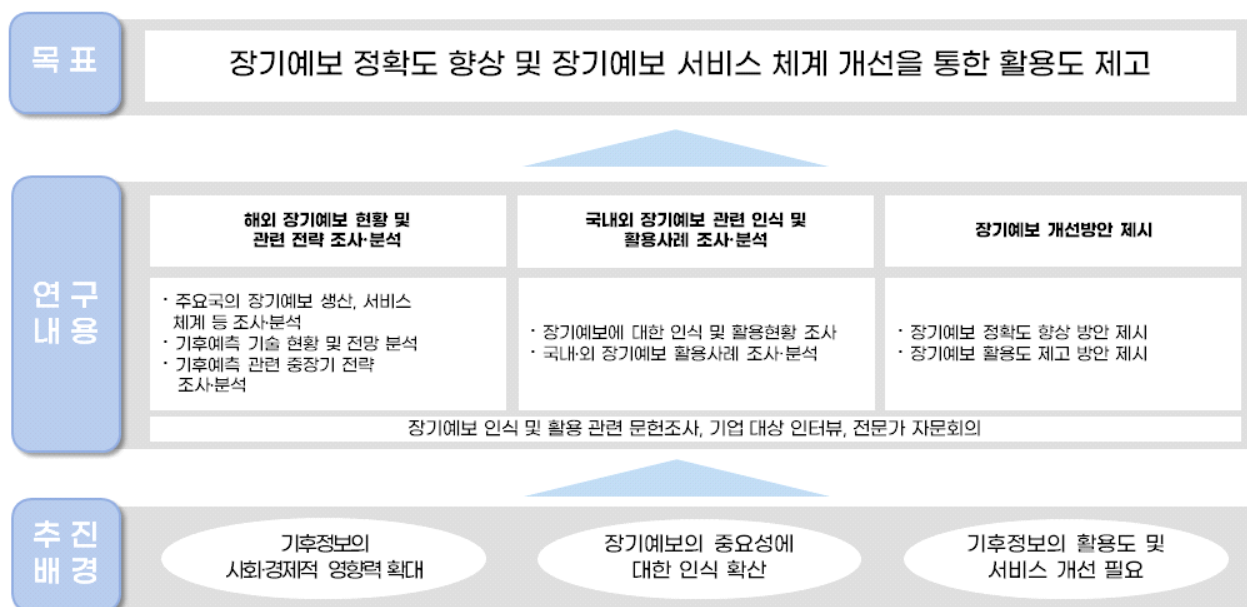 목 표
장기예보 정확도 향상 및 장기예보 서비스 체계 개선을 통한 활용도 제고
연 구
내 용
해외 장기예보 현황 및
관련 전략 조사·분석
국내외 장기예보 관련 인식 및
활용사례 조사·분석
장기예보 개선방안 제시
· 주요국의 장기예보 생산, 서비스
체계 등 조사·분석
· 기후예측 기술 현황 및 전망 분석
· 기후예측 관련 중장기 전략
조사·분석
· 장기예보에 대한 인식 및 활용현황 조사
· 국내·외 장기예보 활용사례 조사·분석
· 장기예보 정확도 향상 방안 제시
· 장기예보 활용도 제고 방안 제시
장기예보 인식 및 활용 관련 문헌조사, 기업 대상 인터뷰, 전문가 자문회의
추 진
배 경
기후정보의
사회·경제적 영향력 확대
장기예보의 중요성에
대한 인식 확산
기후정보의 활용도 및
서비스 개선 필요